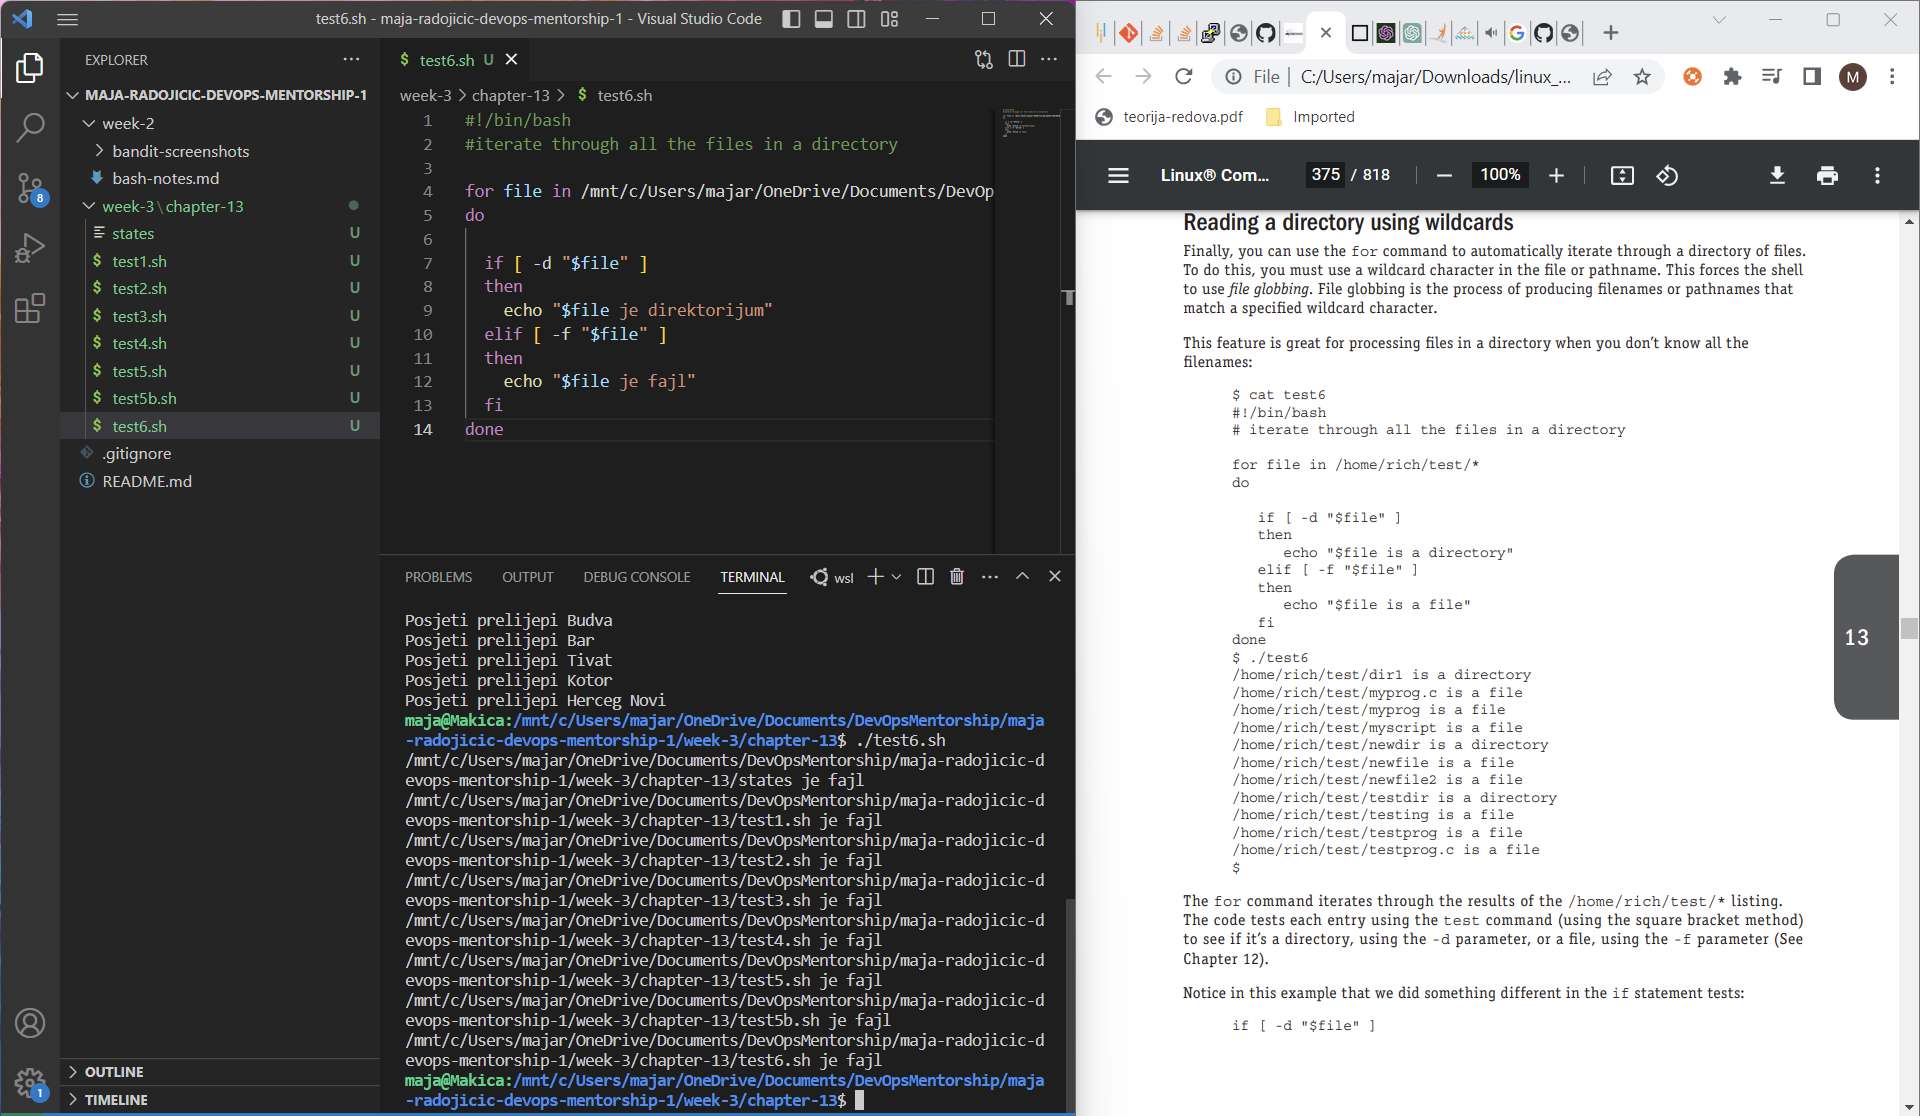 test6.sh - maja-radojicic-devops-mentorship-1 - Visual Studio Code
EXPLORER
MAJA-RADOJICIC-DEVOPS-MENTORSHIP-1
week-2
bandit-screenshots
bash-notes.md
week-3\chapter-13
states U
$ test1.sh U
$ test2.sh U
$ test3.sh U
$ test4.sh U
$ test5.sh U
$ test5b.sh U
$ test6.sh U
.gitignore
README.md
OUTLINE
TIMELINE
8
1
$ test6.sh U
week-3 > chapter-13 > $ test6.sh
1 #!/bin/bash
2 #iterate through all the files in a directory
3
4 for file in /mnt/c/Users/majar/OneDrive/Documents/DevOp
5 do
6
7 if [ -d "$file" ]
8 then
9 echo "$file je direktorijum"
10 elif [ -f "$file" ]
11 then
12 echo "$file je fajl"
13 fi
14 done
PROBLEMS OUTPUT DEBUG CONSOLE TERMINAL wsl
Posjeti prelijepi Budva
Posjeti prelijepi Bar
Posjeti prelijepi Tivat
Posjeti prelijepi Kotor
Posjeti prelijepi Herceg Novi
maja@Makica:/mnt/c/Users/majar/OneDrive/Documents/DevOpsMentorship/maja
-radojicic-devops-mentorship-1/week-3/chapter-13$ ./test6.sh
/mnt/c/Users/majar/OneDrive/Documents/DevOpsMentorship/maja-radojicic-d
evops-mentorship-1/week-3/chapter-13/states je fajl
/mnt/c/Users/majar/OneDrive/Documents/DevOpsMentorship/maja-radojicic-d
evops-mentorship-1/week-3/chapter-13/test1.sh je fajl
/mnt/c/Users/majar/OneDrive/Documents/DevOpsMentorship/maja-radojicic-d
evops-mentorship-1/week-3/chapter-13/test2.sh je fajl
/mnt/c/Users/majar/OneDrive/Documents/DevOpsMentorship/maja-radojicic-d
evops-mentorship-1/week-3/chapter-13/test3.sh je fajl
/mnt/c/Users/majar/OneDrive/Documents/DevOpsMentorship/maja-radojicic-d
evops-mentorship-1/week-3/chapter-13/test4.sh je fajl
/mnt/c/Users/majar/OneDrive/Documents/DevOpsMentorship/maja-radojicic-d
evops-mentorship-1/week-3/chapter-13/test5.sh je fajl
/mnt/c/Users/majar/OneDrive/Documents/DevOpsMentorship/maja-radojicic-d
evops-mentorship-1/week-3/chapter-13/test5b.sh je fajl
/mnt/c/Users/majar/OneDrive/Documents/DevOpsMentorship/maja-radojicic-d
evops-mentorship-1/week-3/chapter-13/test6.sh je fajl
maja@Makica:/mnt/c/Users/majar/OneDrive/Documents/DevOpsMentorship/maja
-radojicic-devops-mentorship-1/week-3/chapter-13$
File | C:/Users/majar/Downloads/linux_... M
teorija-redova.pdf Imported
Linux® Com... 375 / 818 100%
Reading a directory using wildcards
Finally, you can use the for command to automatically iterate through a directory of files.
To do this, you must use a wildcard character in the file or pathname. This forces the shell
to use file globbing. File globbing is the process of producing filenames or pathnames that
match a specified wildcard character.
This feature is great for processing files in a directory when you don't know all the
filenames:
$ cat test6
#!/bin/bash
# iterate through all the files in a directory
for file in /home/rich/test/*
do
if [ -d "$file" ]
then
echo "$file is a directory"
elif [ -f "$file" ]
then
echo "$file is a file"
fi
done
$ ./test6
/home/rich/test/dir1 is a directory
/home/rich/test/myprog.c is a file
/home/rich/test/myprog is a file
/home/rich/test/myscript is a file
/home/rich/test/newdir is a directory
/home/rich/test/newfile is a file
/home/rich/test/newfile2 is a file
/home/rich/test/testdir is a directory
/home/rich/test/testing is a file
/home/rich/test/testprog is a file
/home/rich/test/testprog.c is a file
$
13
The for command iterates through the results of the /home/rich/test/* listing.
The code tests each entry using the test command (using the square bracket method)
to see if it's a directory, using the -d parameter, or a file, using the -f parameter (See
Chapter 12).
Notice in this example that we did something different in the if statement tests:
if [ -d "$file" ]